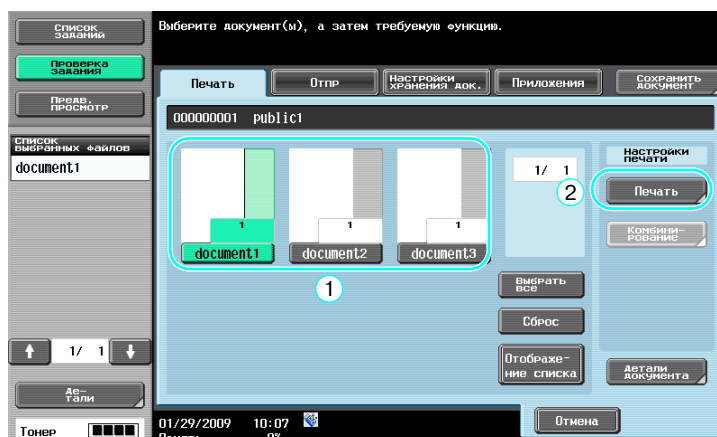 Список
заданий
Проверка
задания
Предв.
просмотр
Список
выбранных файлов
document1
1/ 1
Де-
тали
Тонер
Выберите документ(ы), а затем требуемую функцию.
Печать
Отпр
Настройки
хранения док.
Приложения
Сохранить
документ
000000001 public1
1
document1
1
document2
1
document3
1
1/ 1
2
Настройки
печати
Печать
Комбини-
рование
Выбрать
все
Сброс
Отображе-
ние списка
Детали
документа
Отмена
01/29/2009 10:07